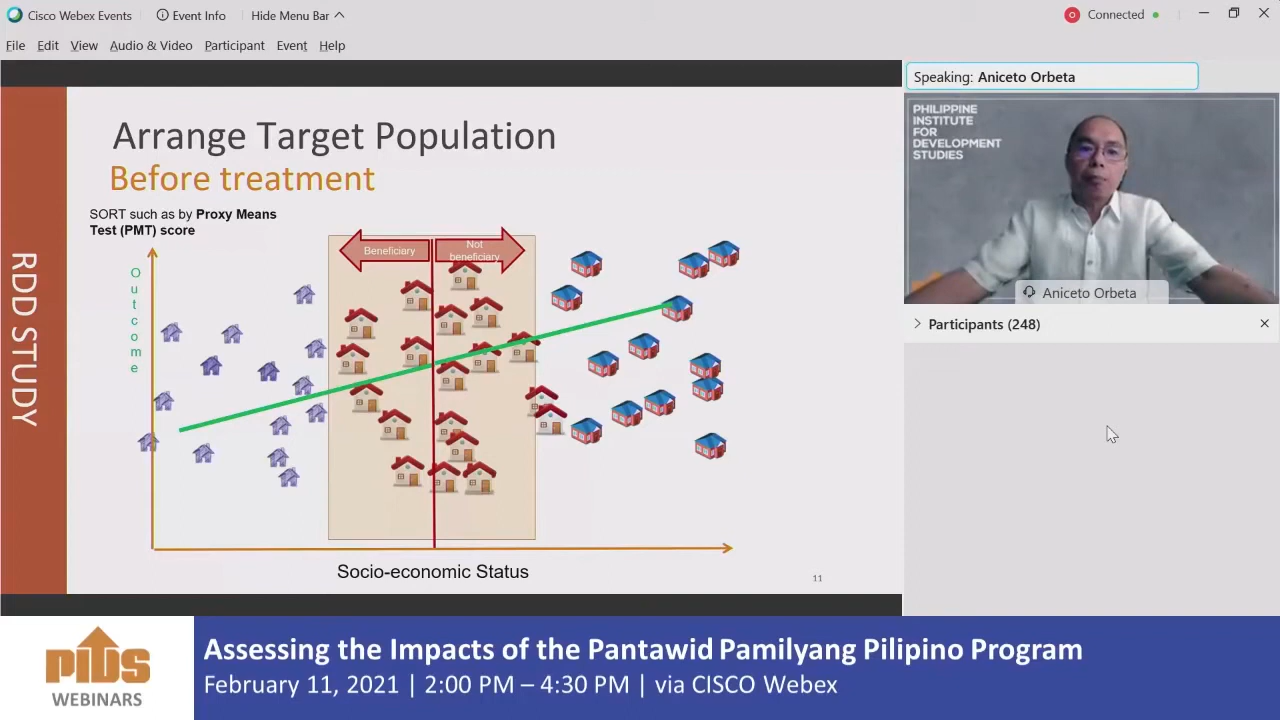 Cisco Webex Events
Event Info
Hide Menu Bar
Connected
File Edit View Audio & Video Participant Event Help
Speaking: Aniceto Orbeta
PHILIPPINE
INSTITUTE
FOR
DEVELOPMENT
STUDIES
Aniceto Orbeta
Participants (248)
RDD STUDY
Arrange Target Population
Before treatment
SORT such as by Proxy Means
Test (PMT) score
Outcome
Beneficiary
Not
beneficiary
Socio-economic Status
11
PIDS
WEBINARS
Assessing the Impacts of the Pantawid Pamilyang Pilipino Program
February 11, 2021 | 2:00 PM – 4:30 PM | via CISCO Webex